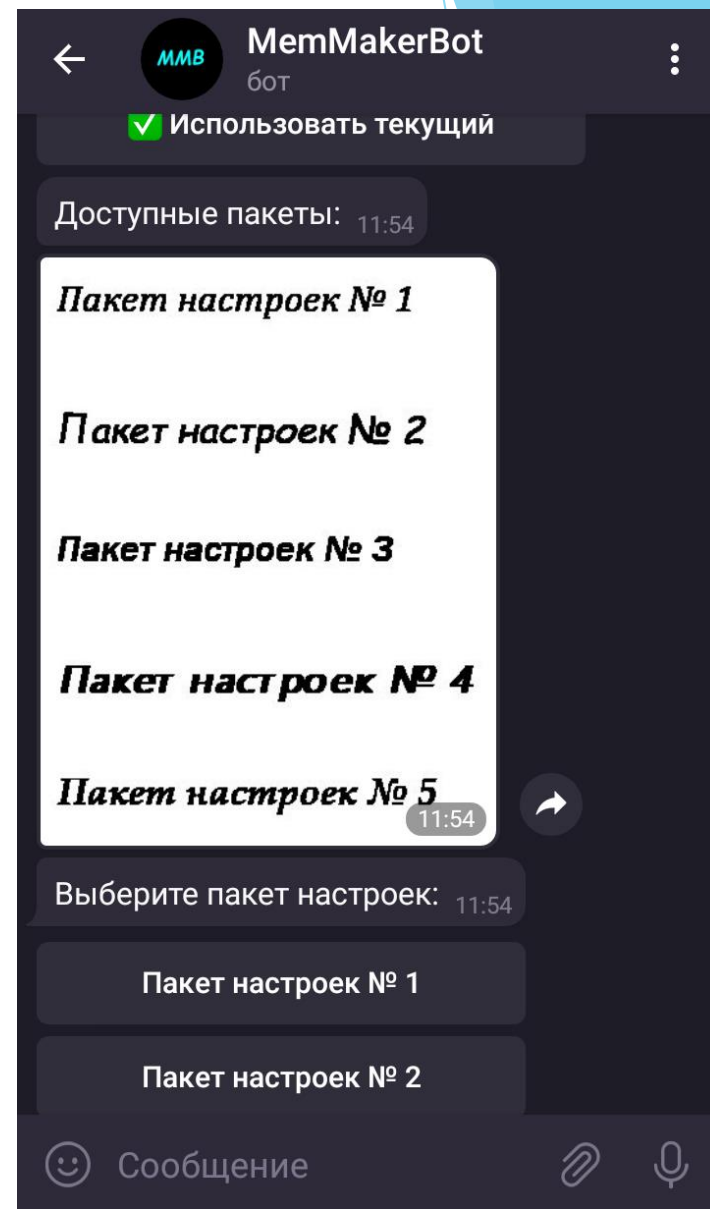 MMB
MemMakerBot
бот
✅ Использовать текущий
Доступные пакеты: 11:54
Пакет настроек № 1
Пакет настроек № 2
Пакет настроек № 3
Пакет настроек № 4
Пакет настроек № 5
11:54
Выберите пакет настроек: 11:54
Пакет настроек № 1
Пакет настроек № 2
Сообщение